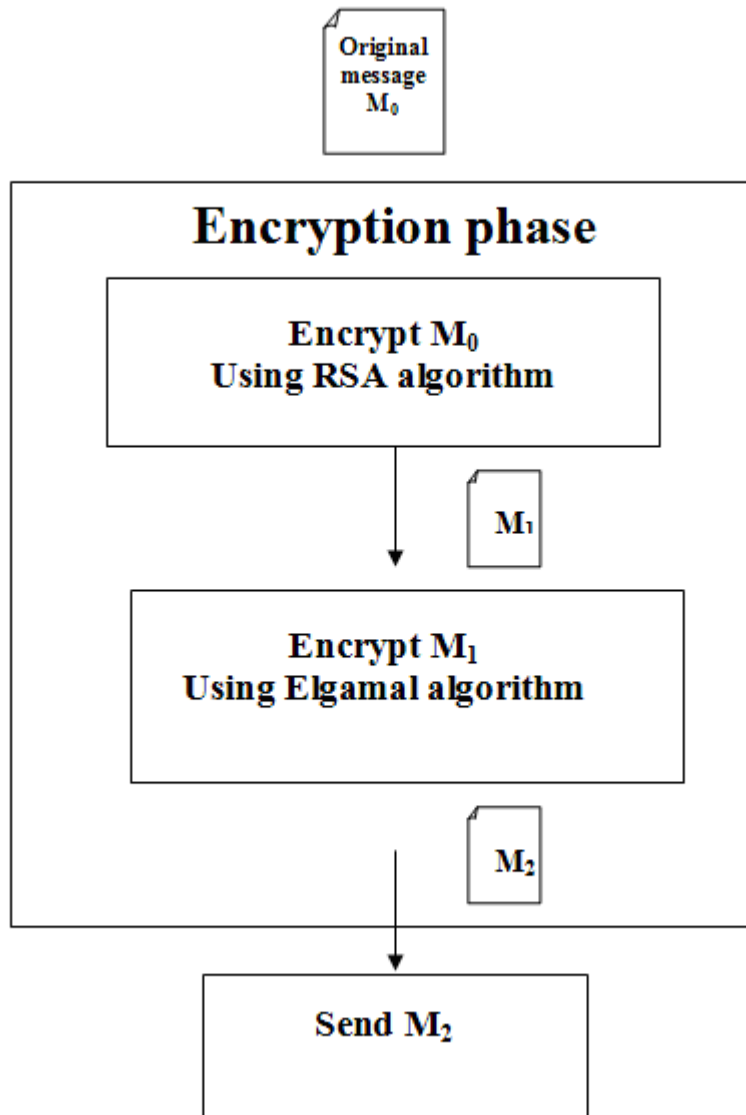 Original
message
M₀
Encryption phase
Encrypt M₀
Using RSA algorithm
M₁
Encrypt M₁
Using Elgamal algorithm
M₂
Send M₂